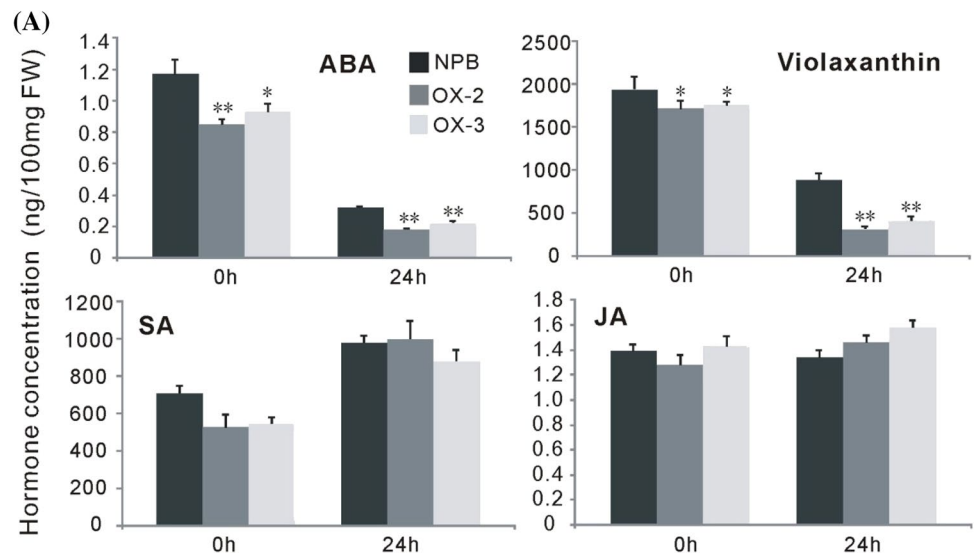 (A)
Hormone concentration (ng/100mg FW)
ABA
NPB
OX-2
OX-3
1.4
1.2
1.0
0.8
0.6
0.4
0.2
0
**
*
**
**
0h
24h
Violaxanthin
2500
2000
1500
1000
500
0
*
*
**
**
0h
24h
SA
1200
1000
800
600
400
200
0
0h
24h
JA
1.8
1.6
1.4
1.2
1.0
0.8
0.6
0.4
0.2
0
0h
24h